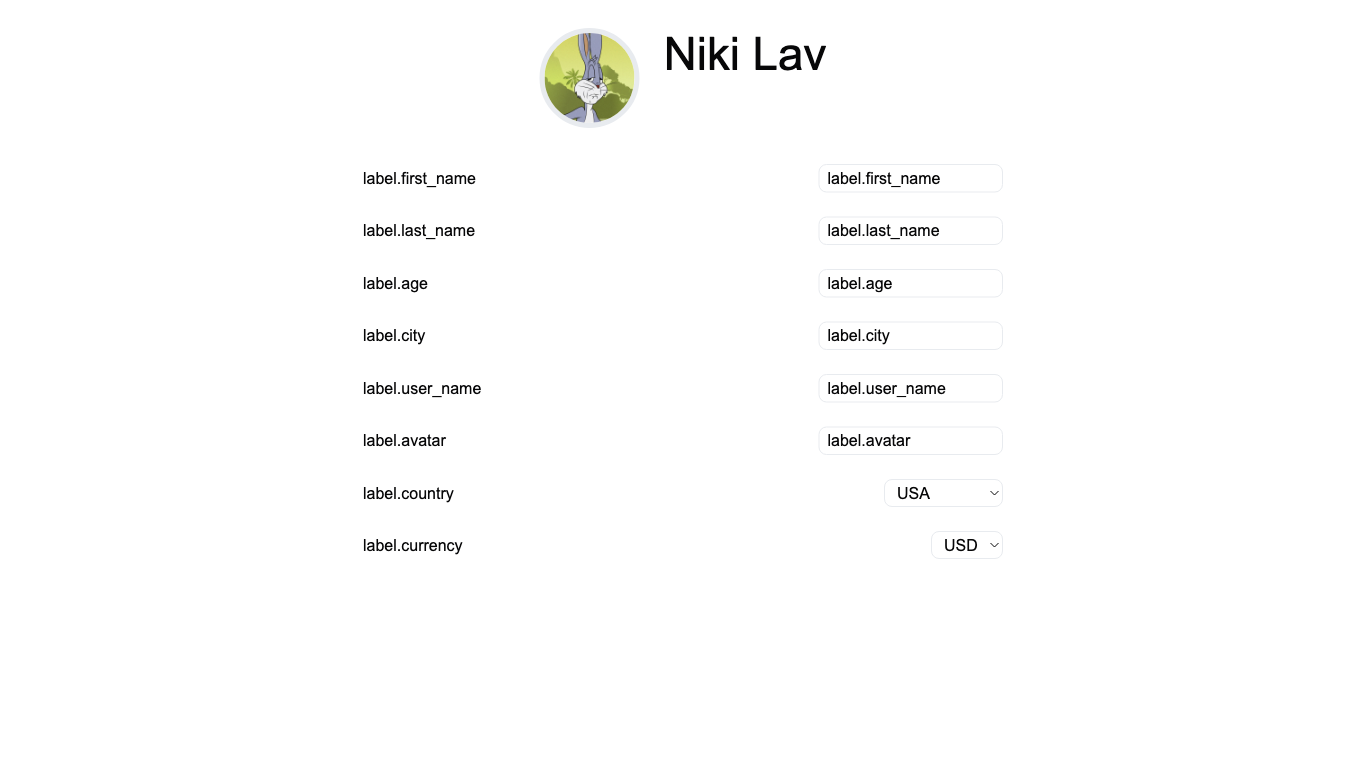 Niki Lav
label.first_name label.first_name
label.last_name label.last_name
label.age label.age
label.city label.city
label.user_name label.user_name
label.avatar label.avatar
label.country USA
label.currency USD